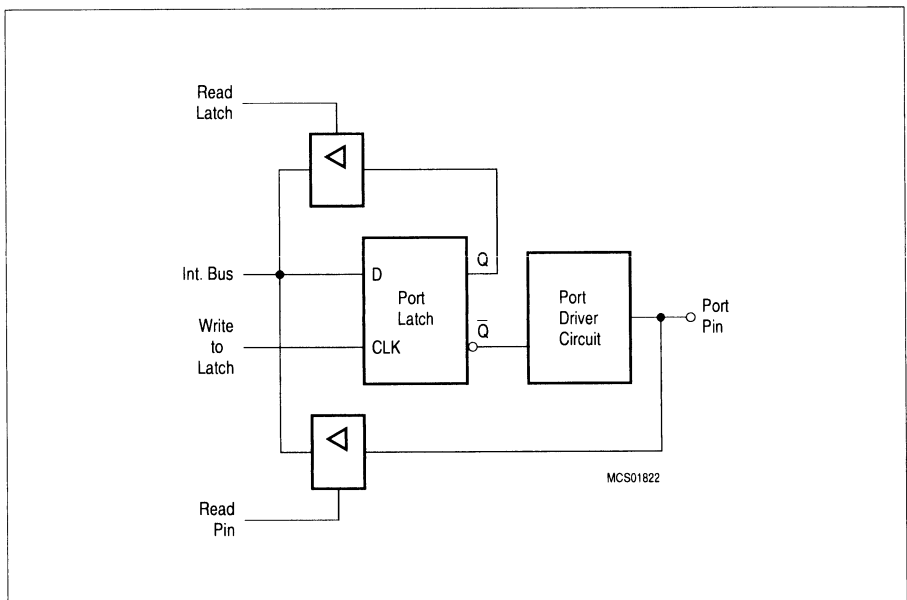 Read
Latch
Int. Bus
D
Q
Port
Latch
Q̅
CLK
Write
to
Latch
Port
Driver
Circuit
Port
Pin
MCS01822
Read
Pin